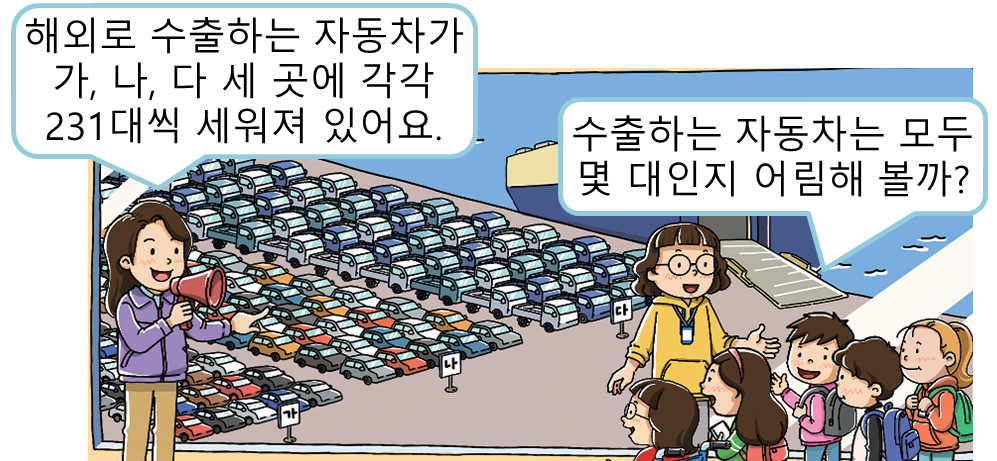 해외로 수출하는 자동차가
가, 나, 다 세 곳에 각각
231대씩 세워져 있어요.
수출하는 자동차는 모두
몇 대인지 어림해 볼까?
다
나
가